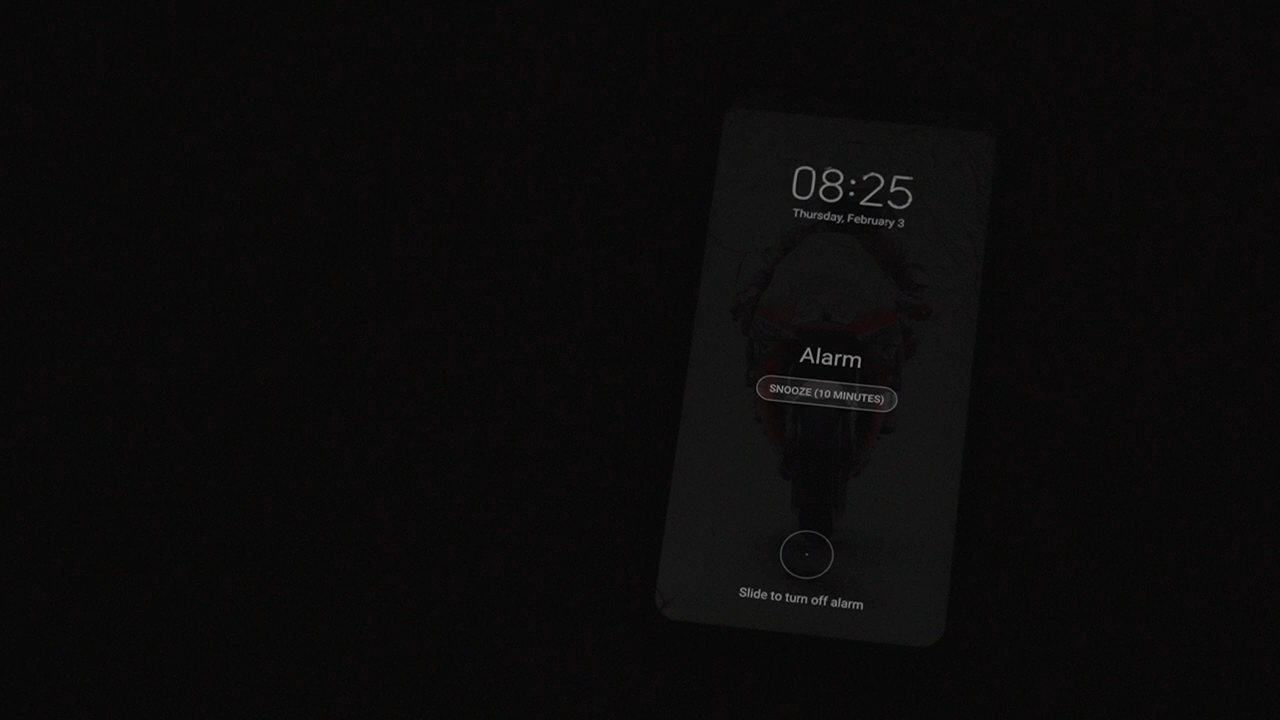 08:25
Thursday, February 3
Alarm
SNOOZE (10 MINUTES)
Slide to turn off alarm